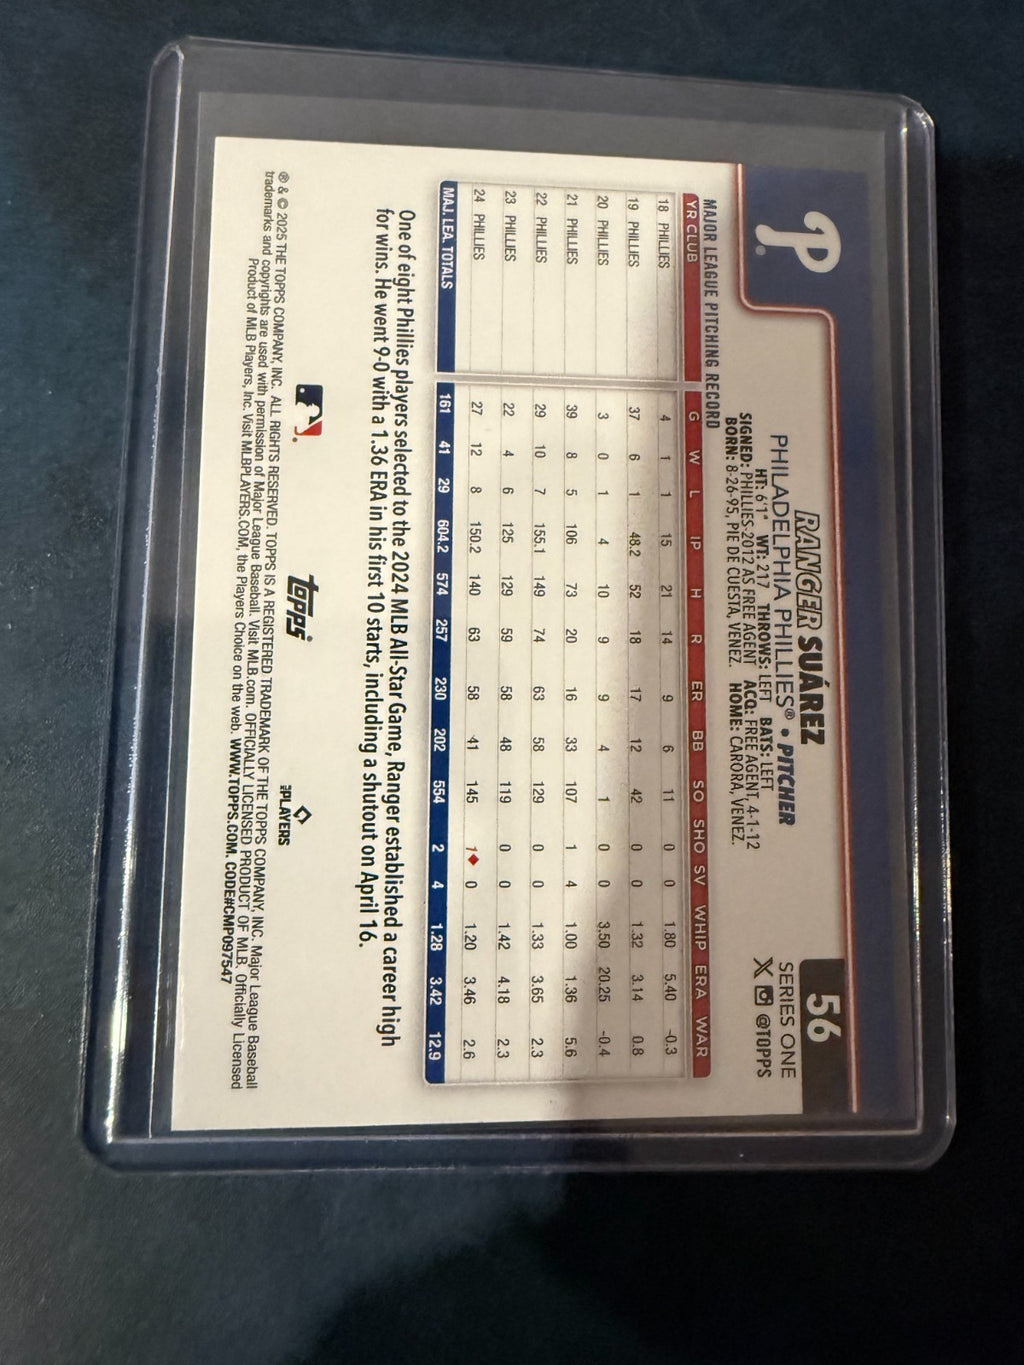 P®
56
RANGER SUÁREZ
PHILADELPHIA PHILLIES® • PITCHER
SERIES ONE
X @TOPPS
HT: 6'1" WT: 217 THROWS: LEFT BATS: LEFT
SIGNED: PHILLIES-2012 AS FREE AGENT ACQ: FREE AGENT, 4-1-12
BORN: 8-26-95, PIE DE CUESTA, VENEZ. HOME: CARORA, VENEZ.
MAJOR LEAGUE PITCHING RECORD
YR CLUB G W L IP H R ER BB SO SHO SV WHIP ERA WAR
18 PHILLIES 4 1 1 15 21 14 9 6 11 0 0 1.80 5.40 -0.3
19 PHILLIES 37 6 1 48.2 52 18 17 12 42 0 0 1.32 3.14 0.8
20 PHILLIES 3 0 1 4 10 9 9 4 1 0 0 3.50 20.25 -0.4
21 PHILLIES 39 8 5 106 73 20 16 33 107 1 4 1.00 1.36 5.6
22 PHILLIES 29 10 7 155.1 149 74 63 58 129 0 0 1.33 3.65 2.3
23 PHILLIES 22 4 6 125 129 59 58 48 119 0 0 1.42 4.18 2.3
24 PHILLIES 27 12 8 150.2 140 63 58 41 145 1♦ 0 1.20 3.46 2.6
MAJ. LEA. TOTALS 161 41 29 604.2 574 257 230 202 554 2 4 1.28 3.42 12.9
One of eight Phillies players selected to the 2024 MLB All-Star Game, Ranger established a career high
for wins. He went 9-0 with a 1.36 ERA in his first 10 starts, including a shutout on April 16.
topps
PLAYERS
® & © 2025 THE TOPPS COMPANY, INC. ALL RIGHTS RESERVED. TOPPS IS A REGISTERED TRADEMARK OF THE TOPPS COMPANY, INC. Major League Baseball
trademarks and copyrights are used with permission of Major League Baseball. Visit MLB.com. OFFICIALLY LICENSED PRODUCT OF MLB. Officially Licensed
Product of MLB Players, Inc. Visit MLBPLAYERS.COM, the Players Choice on the web. WWW.TOPPS.COM. CODE#CMP097547